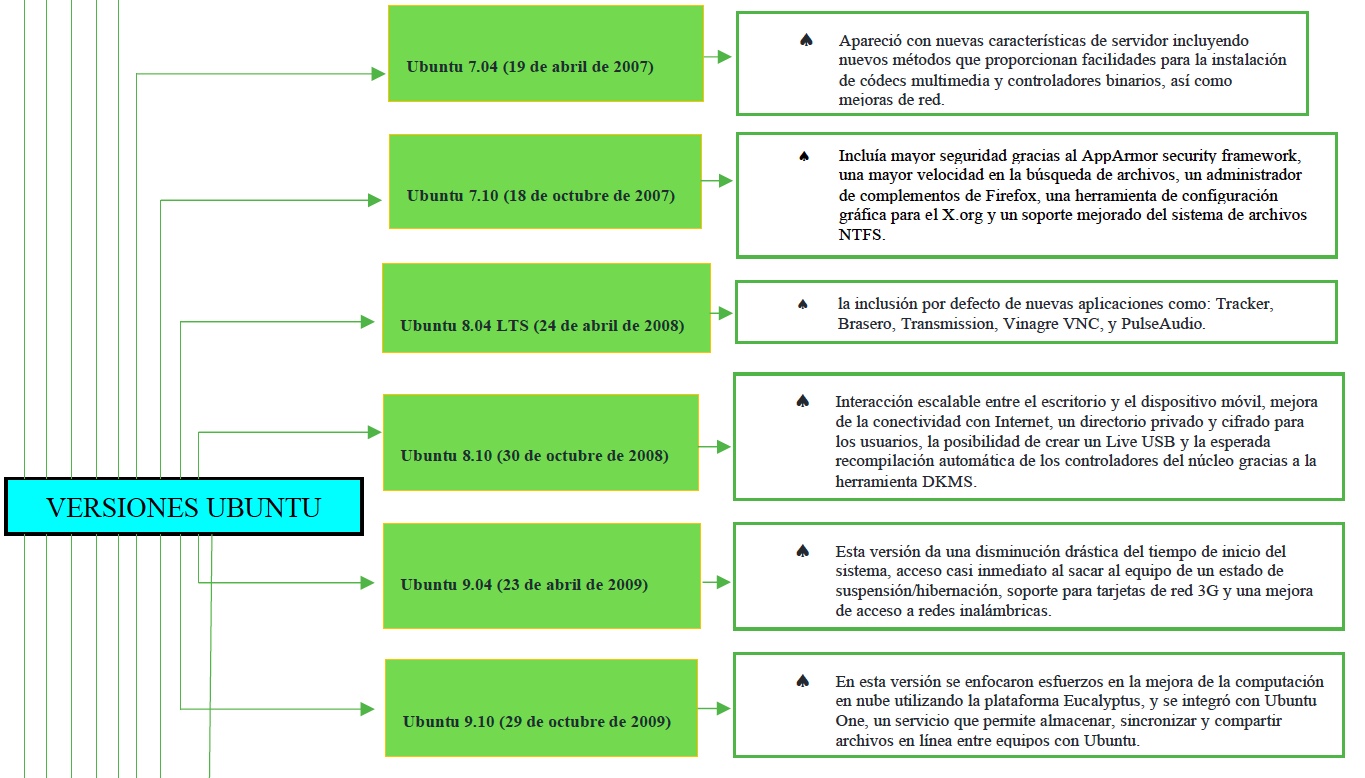 Ubuntu 7.04 (19 de abril de 2007)
Apareció con nuevas características de servidor incluyendo
nuevos métodos que proporcionan facilidades para la instalación
de códecs multimedia y controladores binarios, así como
mejoras de red.
Ubuntu 7.10 (18 de octubre de 2007)
Incluía mayor seguridad gracias al AppArmor security framework,
una mayor velocidad en la búsqueda de archivos, un administrador
de complementos de Firefox, una herramienta de configuración
gráfica para el X.org y un soporte mejorado del sistema de archivos
NTFS.
Ubuntu 8.04 LTS (24 de abril de 2008)
la inclusión por defecto de nuevas aplicaciones como: Tracker,
Brasero, Transmission, Vinagre VNC, y PulseAudio.
Ubuntu 8.10 (30 de octubre de 2008)
Interacción escalable entre el escritorio y el dispositivo móvil, mejora
de la conectividad con Internet, un directorio privado y cifrado para
los usuarios, la posibilidad de crear un Live USB y la esperada
recompilación automática de los controladores del núcleo gracias a la
herramienta DKMS.
VERSIONES UBUNTU
Ubuntu 9.04 (23 de abril de 2009)
Esta versión da una disminución drástica del tiempo de inicio del
sistema, acceso casi inmediato al sacar al equipo de un estado de
suspensión/hibernación, soporte para tarjetas de red 3G y una mejora
de acceso a redes inalámbricas.
Ubuntu 9.10 (29 de octubre de 2009)
En esta versión se enfocaron esfuerzos en la mejora de la computación
en nube utilizando la plataforma Eucalyptus, y se integró con Ubuntu
One, un servicio que permite almacenar, sincronizar y compartir
archivos en línea entre equipos con Ubuntu.